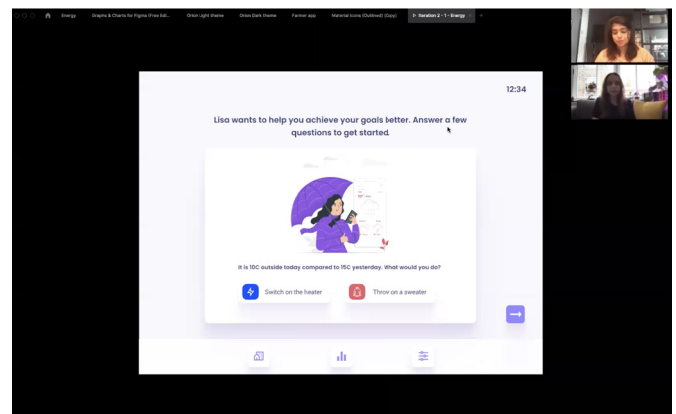 Energy
Graphs & Charts for Figma (Free Edit...
Orion Light theme
Orion Dark theme
Farmer app
Material Icons (Outlined) (Copy)
Iteration 2 - 1 - Energy
12:34
Lisa wants to help you achieve your goals better. Answer a few
questions to get started.
It is 10C outside today compared to 15C yesterday. What would you do?
Switch on the heater
Throw on a sweater